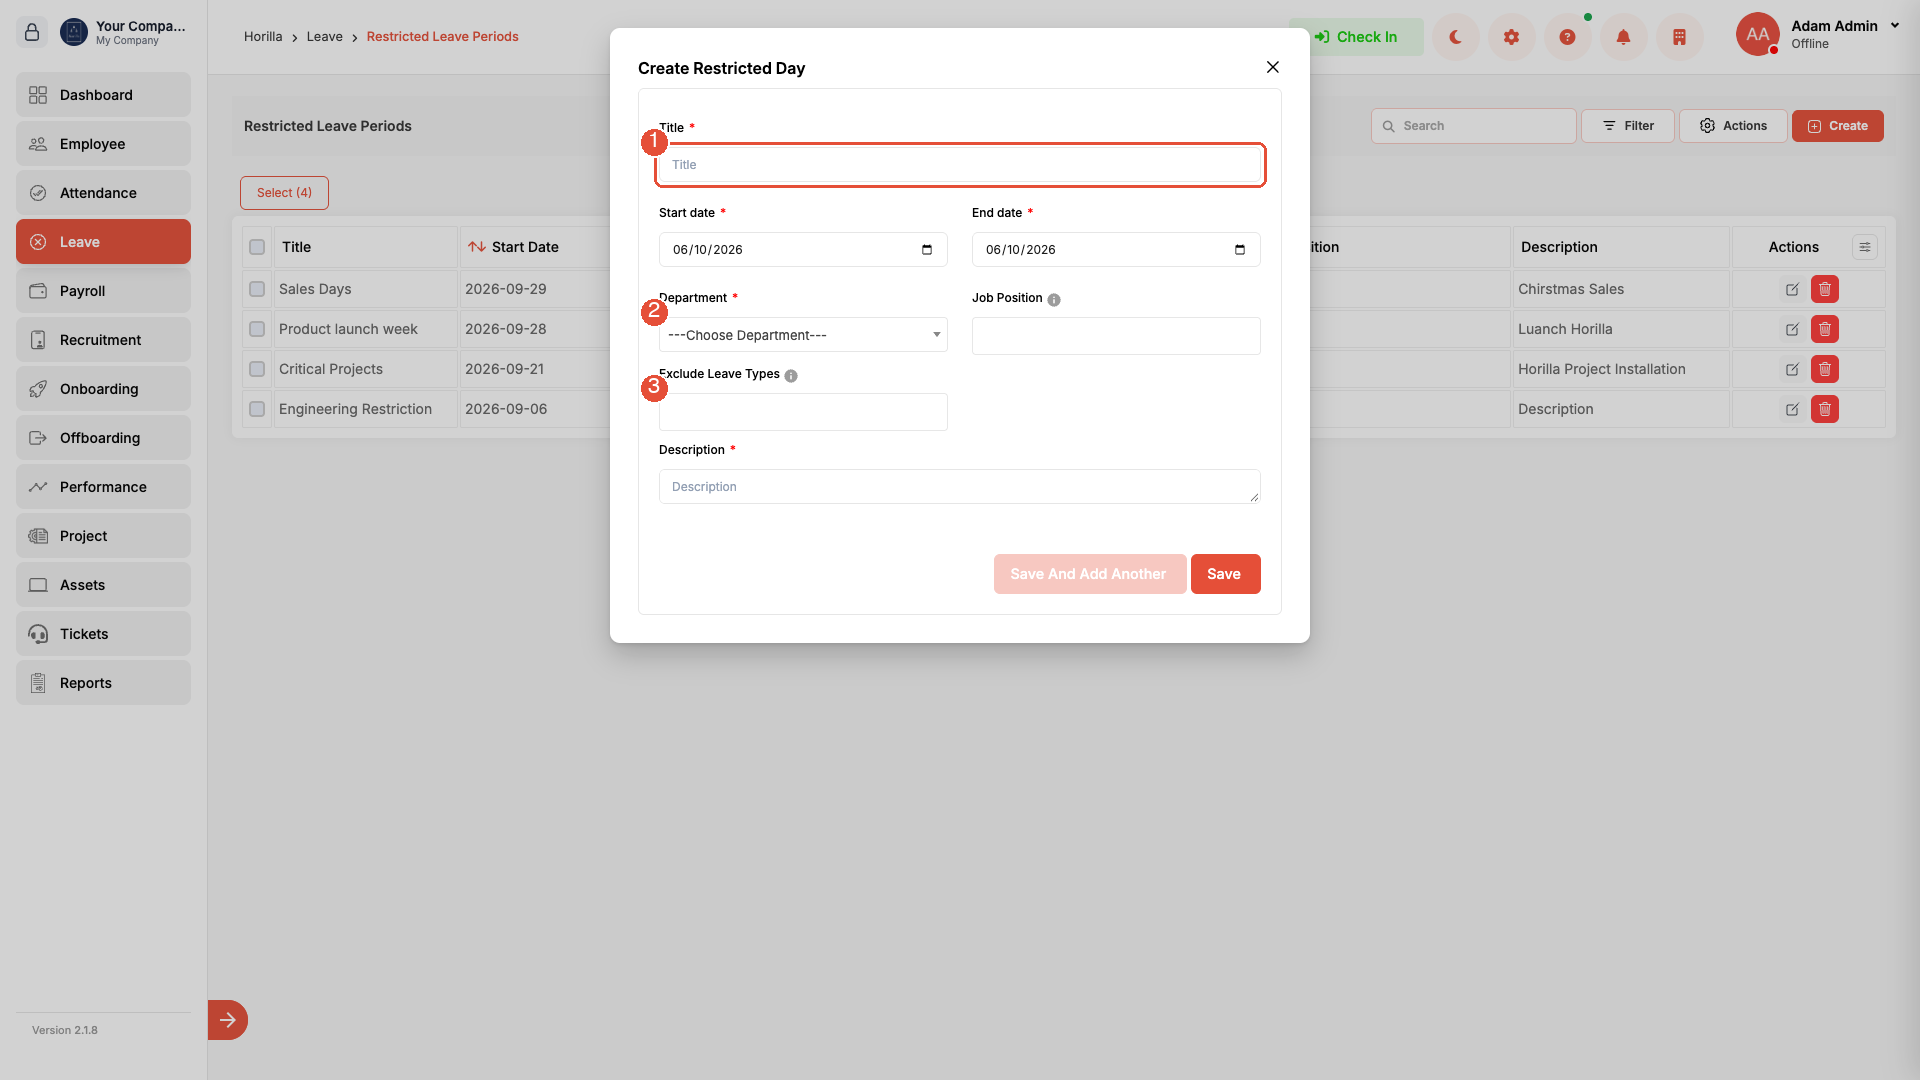 Your Compa...
My Company
Dashboard
Employee
Attendance
Leave
Payroll
Recruitment
Onboarding
Offboarding
Performance
Project
Assets
Tickets
Reports
Version 2.1.8
Horilla > Leave > Restricted Leave Periods
Check In
AA
Adam Admin
Offline
Restricted Leave Periods
Search
Filter
Actions
Create
Select (4)
Title Start Date ition Description Actions
Sales Days 2026-09-29 Chirstmas Sales
Product launch week 2026-09-28 Luanch Horilla
Critical Projects 2026-09-21 Horilla Project Installation
Engineering Restriction 2026-09-06 Description
Create Restricted Day
1
Title *
Title
Start date * End date *
06/10/2026 06/10/2026
2
Department * Job Position
---Choose Department---
3
Exclude Leave Types
Description *
Description
Save And Add Another Save